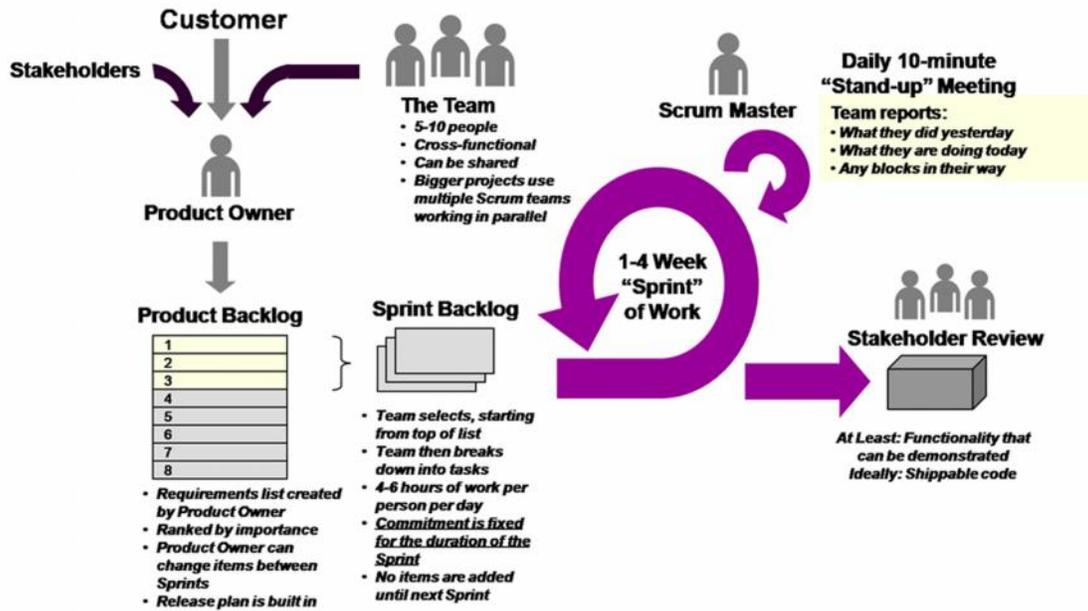 Customer
Stakeholders
Product Owner
The Team
• 5-10 people
• Cross-functional
• Can be shared
• Bigger projects use
multiple Scrum teams
working in parallel
Scrum Master
Daily 10-minute
“Stand-up” Meeting
Team reports:
• What they did yesterday
• What they are doing today
• Any blocks in their way
1-4 Week
“Sprint”
of Work
Product Backlog
1
2
3
4
5
6
7
8
• Requirements list created
by Product Owner
• Ranked by importance
• Product Owner can
change items between
Sprints
• Release plan is built in
Sprint Backlog
• Team selects, starting
from top of list
• Team then breaks
down into tasks
• 4-6 hours of work per
person per day
• Commitment is fixed
for the duration of the
Sprint
• No items are added
until next Sprint
Stakeholder Review
At Least: Functionality that
can be demonstrated
Ideally: Shippable code